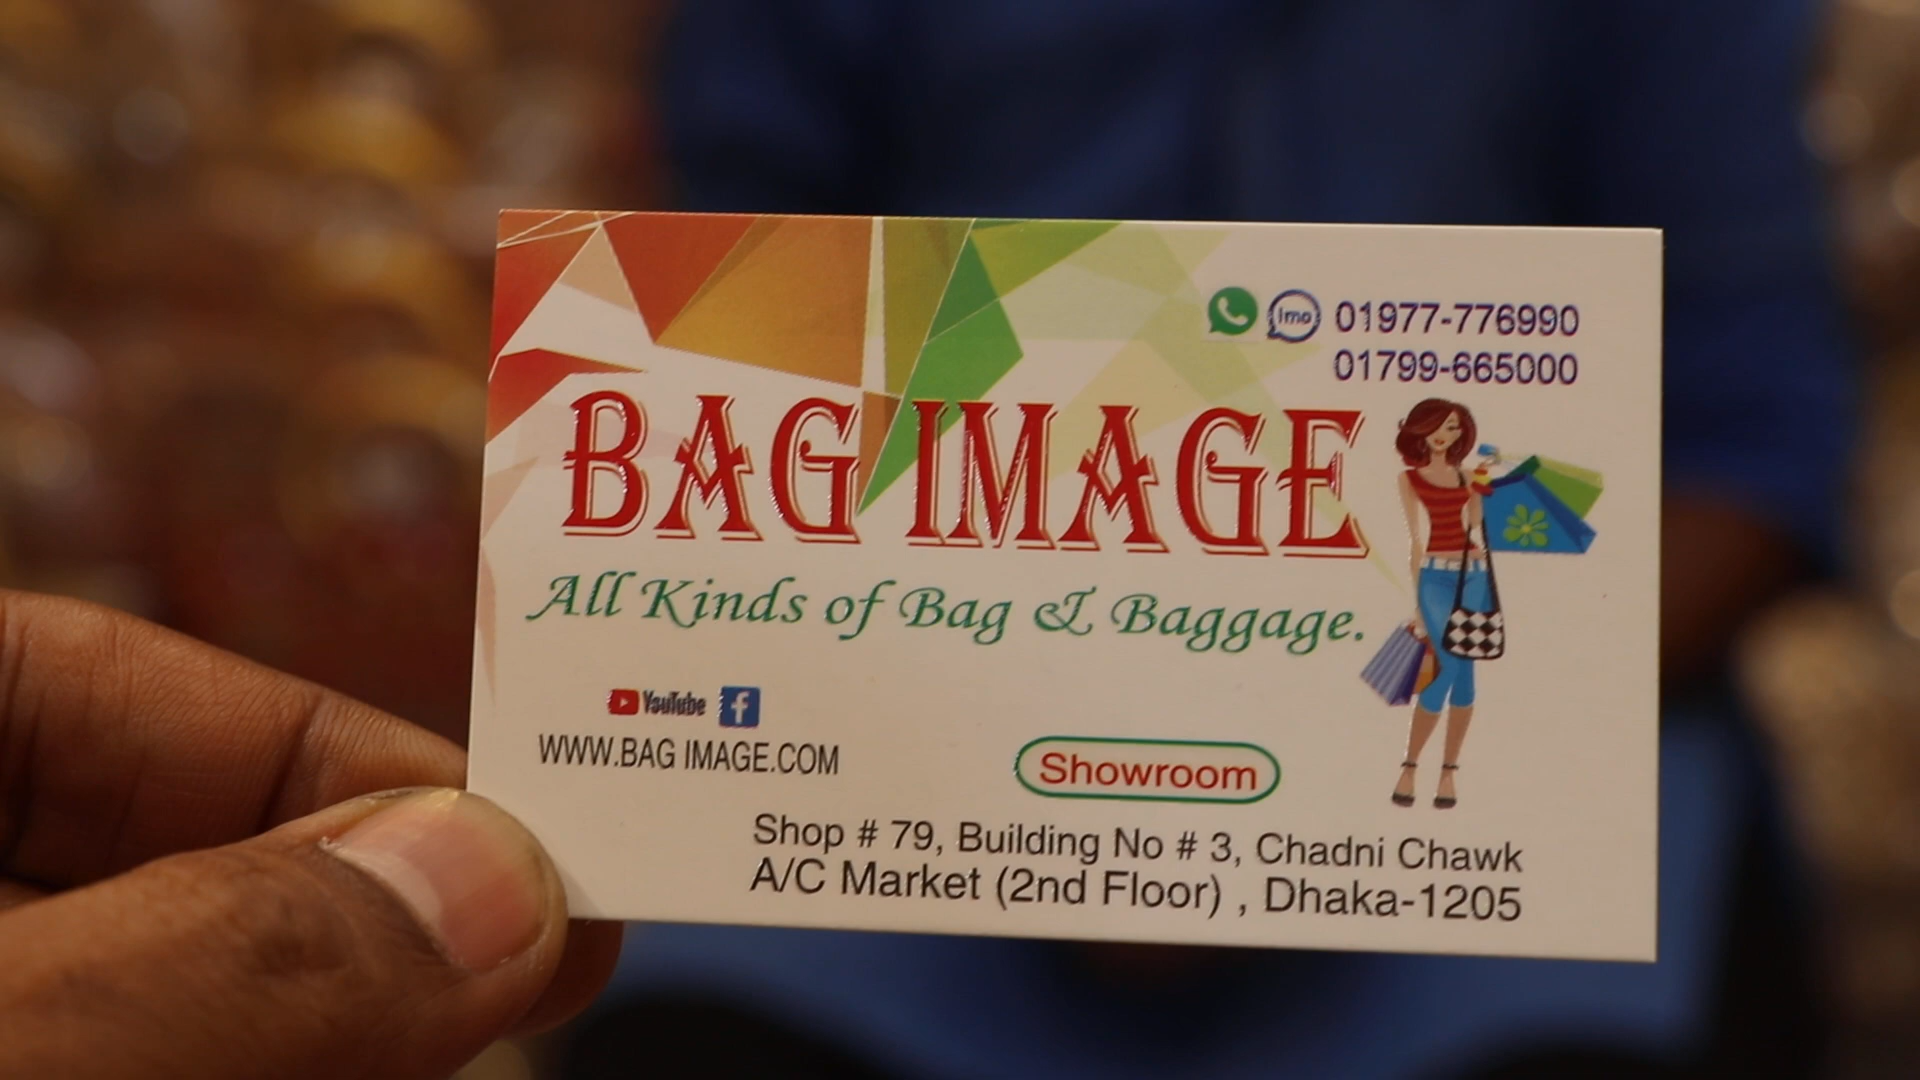 imo 01977-776990
01799-665000
BAG IMAGE
All Kinds of Bag & Baggage.
YouTube f
WWW.BAG IMAGE.COM
Showroom
Shop # 79, Building No # 3, Chadni Chawk
A/C Market (2nd Floor) , Dhaka-1205